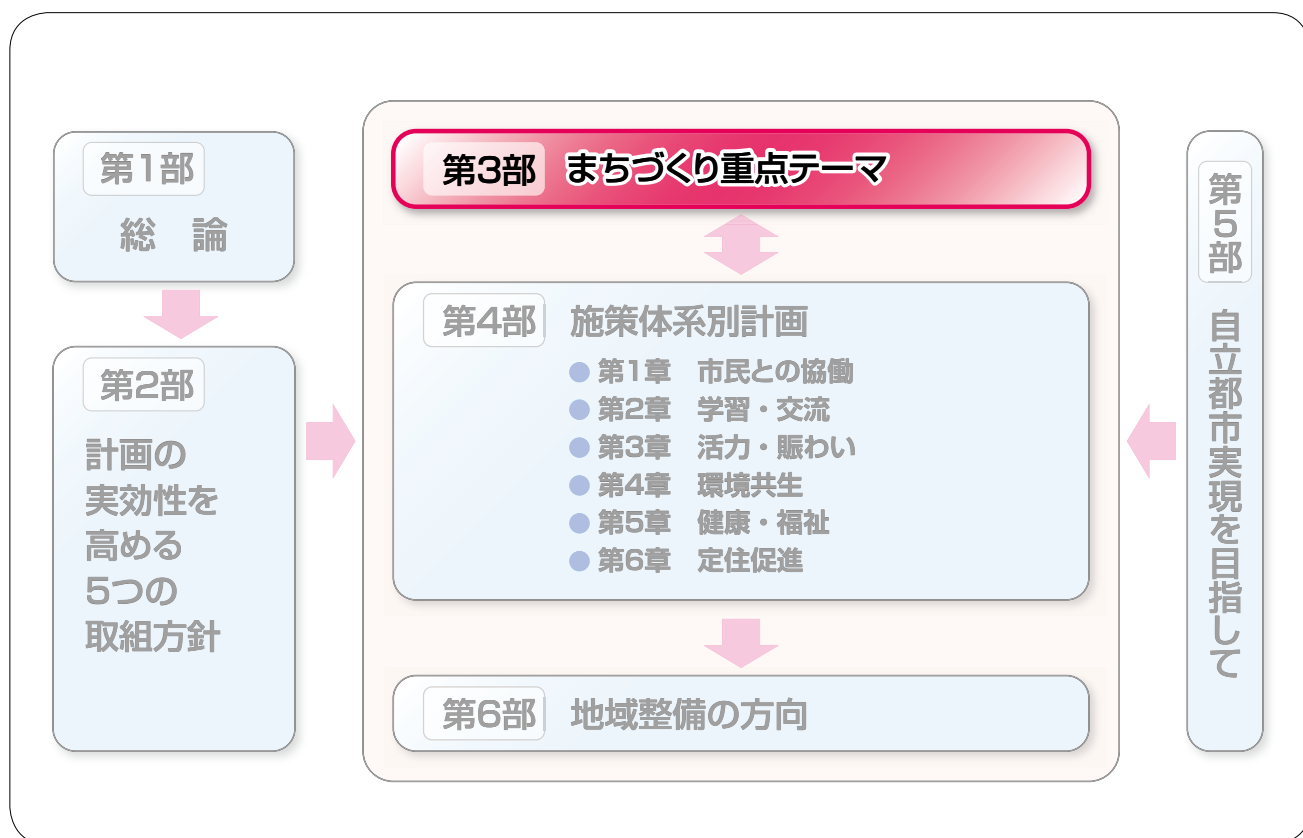 第1部
総 論
第2部
計画の
実効性を
高める
5つの
取組方針
第3部 まちづくり重点テーマ
第4部 施策体系別計画
● 第1章 市民との協働
● 第2章 学習・交流
● 第3章 活力・賑わい
● 第4章 環境共生
● 第5章 健康・福祉
● 第6章 定住促進
第6部 地域整備の方向
第5部 自立都市実現を目指して